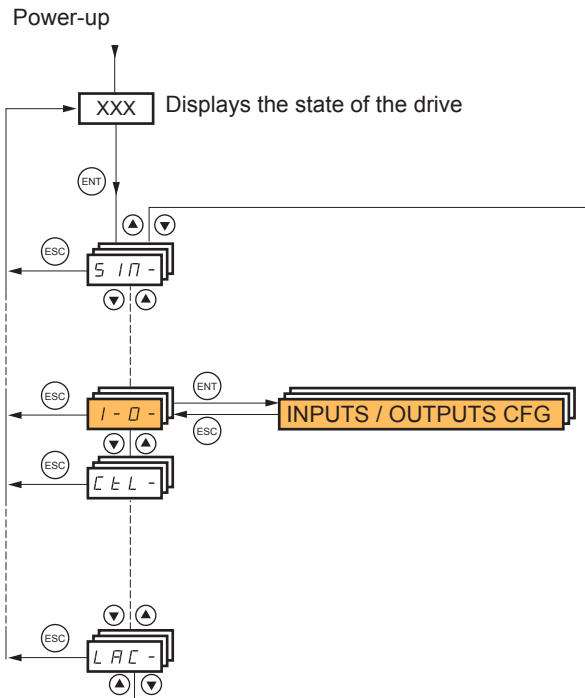 Power-up
XXX Displays the state of the drive
ENT
ESC
SIM-
ENT
ESC
I-O- INPUTS / OUTPUTS CFG
ESC
ESC
CtL-
ESC
LAC-